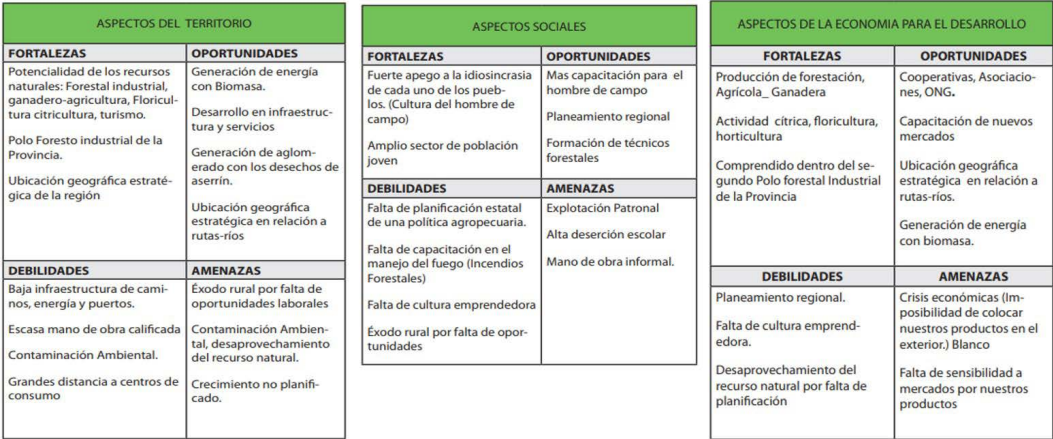 ASPECTOS DEL TERRITORIO
FORTALEZAS
Potencialidad de los recursos
naturales: Forestal industrial,
ganadero-agricultura, Floricul-
tura citricultura, turismo.
Polo Foresto industrial de la
Provincia.
Ubicación geográfica estraté-
gica de la región
OPORTUNIDADES
Generación de energía
con Biomasa.
Desarrollo en infraestruc-
tura y servicios
Generación de aglom-
erado con los desechos de
aserrín.
Ubicación geográfica
estratégica en relación a
rutas-ríos
DEBILIDADES
Baja infraestructura de cami-
nos, energía y puertos.
Escasa mano de obra calificada
Contaminación Ambiental.
Grandes distancia a centros de
consumo
AMENAZAS
Éxodo rural por falta de
oportunidades laborales
Contaminación Ambien-
tal, desaprovechamiento
del recurso natural.
Crecimiento no planifi-
cado.
ASPECTOS SOCIALES
FORTALEZAS
Fuerte apego a la idiosincrasia
de cada uno de los pueb-
los. (Cultura del hombre de
campo)
Amplio sector de población
joven
OPORTUNIDADES
Mas capacitación para el
hombre de campo
Planeamiento regional
Formación de técnicos
forestales
DEBILIDADES
Falta de planificación estatal
de una política agropecuaria.
Falta de capacitación en el
manejo del fuego (Incendios
Forestales)
Falta de cultura emprendedora
Éxodo rural por falta de opor-
tunidades
AMENAZAS
Explotación Patronal
Alta deserción escolar
Mano de obra informal.
ASPECTOS DE LA ECONOMIA PARA EL DESARROLLO
FORTALEZAS
Producción de forestación,
Agrícola_ Ganadera
Actividad cítrica, floricultura,
horticultura
Comprendido dentro del se-
gundo Polo forestal Industrial
de la Provincia
OPORTUNIDADES
Cooperativas, Asociacio-
nes, ONG.
Capacitación de nuevos
mercados
Ubicación geográfica
estratégica en relación a
rutas-ríos.
Generación de energía
con biomasa.
DEBILIDADES
Planeamiento regional.
Falta de cultura emprend-
edora.
Desaprovechamiento del
recurso natural por falta de
planificación
AMENAZAS
Crisis económicas (Im-
posibilidad de colocar
nuestros productos en el
exterior.) Blanco
Falta de sensibilidad a
mercados por nuestros
productos